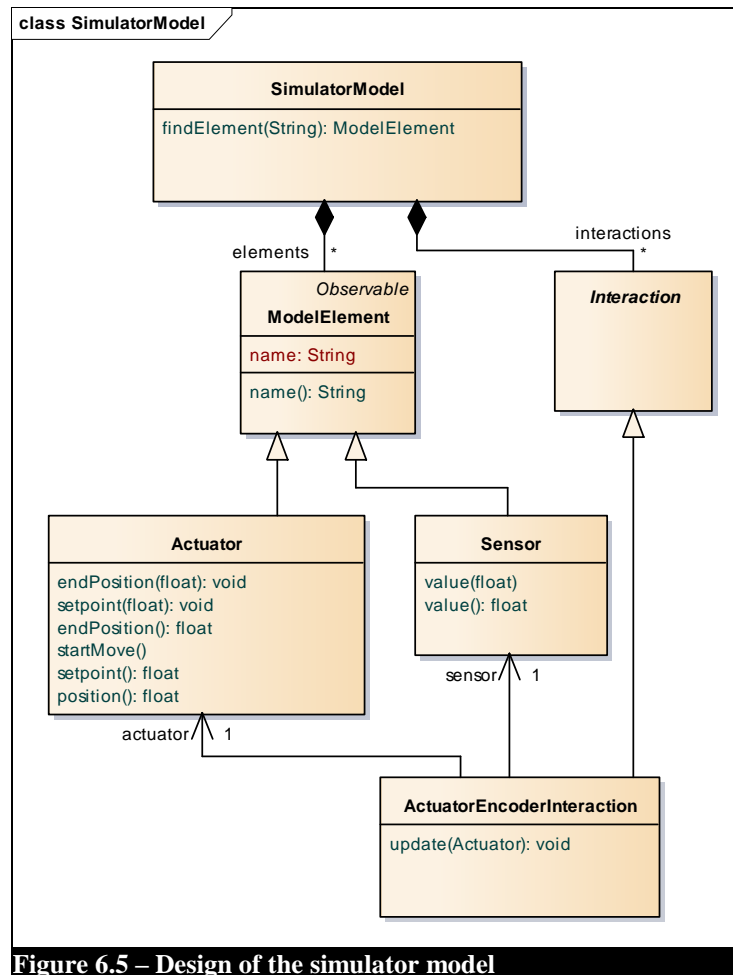 class SimulatorModel
SimulatorModel
findElement(String): ModelElement
elements *
interactions
*
Observable
ModelElement
name: String
name(): String
Interaction
Actuator
endPosition(float): void
setpoint(float): void
endPosition(): float
startMove()
setpoint(): float
position(): float
Sensor
value(float)
value(): float
sensor 1
actuator 1
ActuatorEncoderInteraction
update(Actuator): void
Figure 6.5 – Design of the simulator model